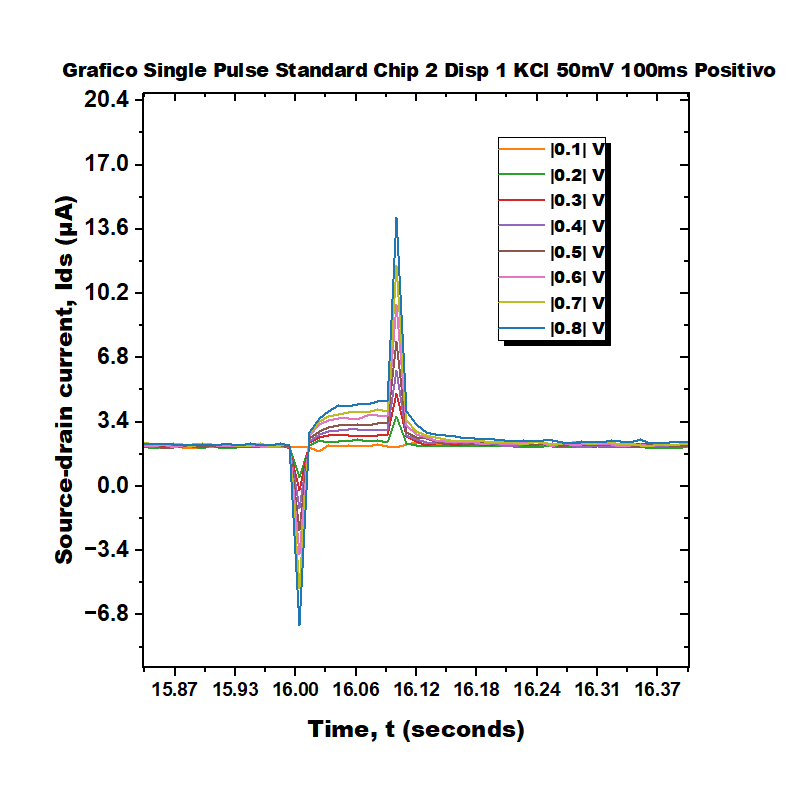 Grafico Single Pulse Standard Chip 2 Disp 1 KCl 50mV 100ms Positivo
20.4
17.0
13.6
10.2
6.8
3.4
0.0
−3.4
−6.8
Source-drain current, Ids (µA)
|0.1| V
|0.2| V
|0.3| V
|0.4| V
|0.5| V
|0.6| V
|0.7| V
|0.8| V
15.87 15.93 16.00 16.06 16.12 16.18 16.24 16.31 16.37
Time, t (seconds)